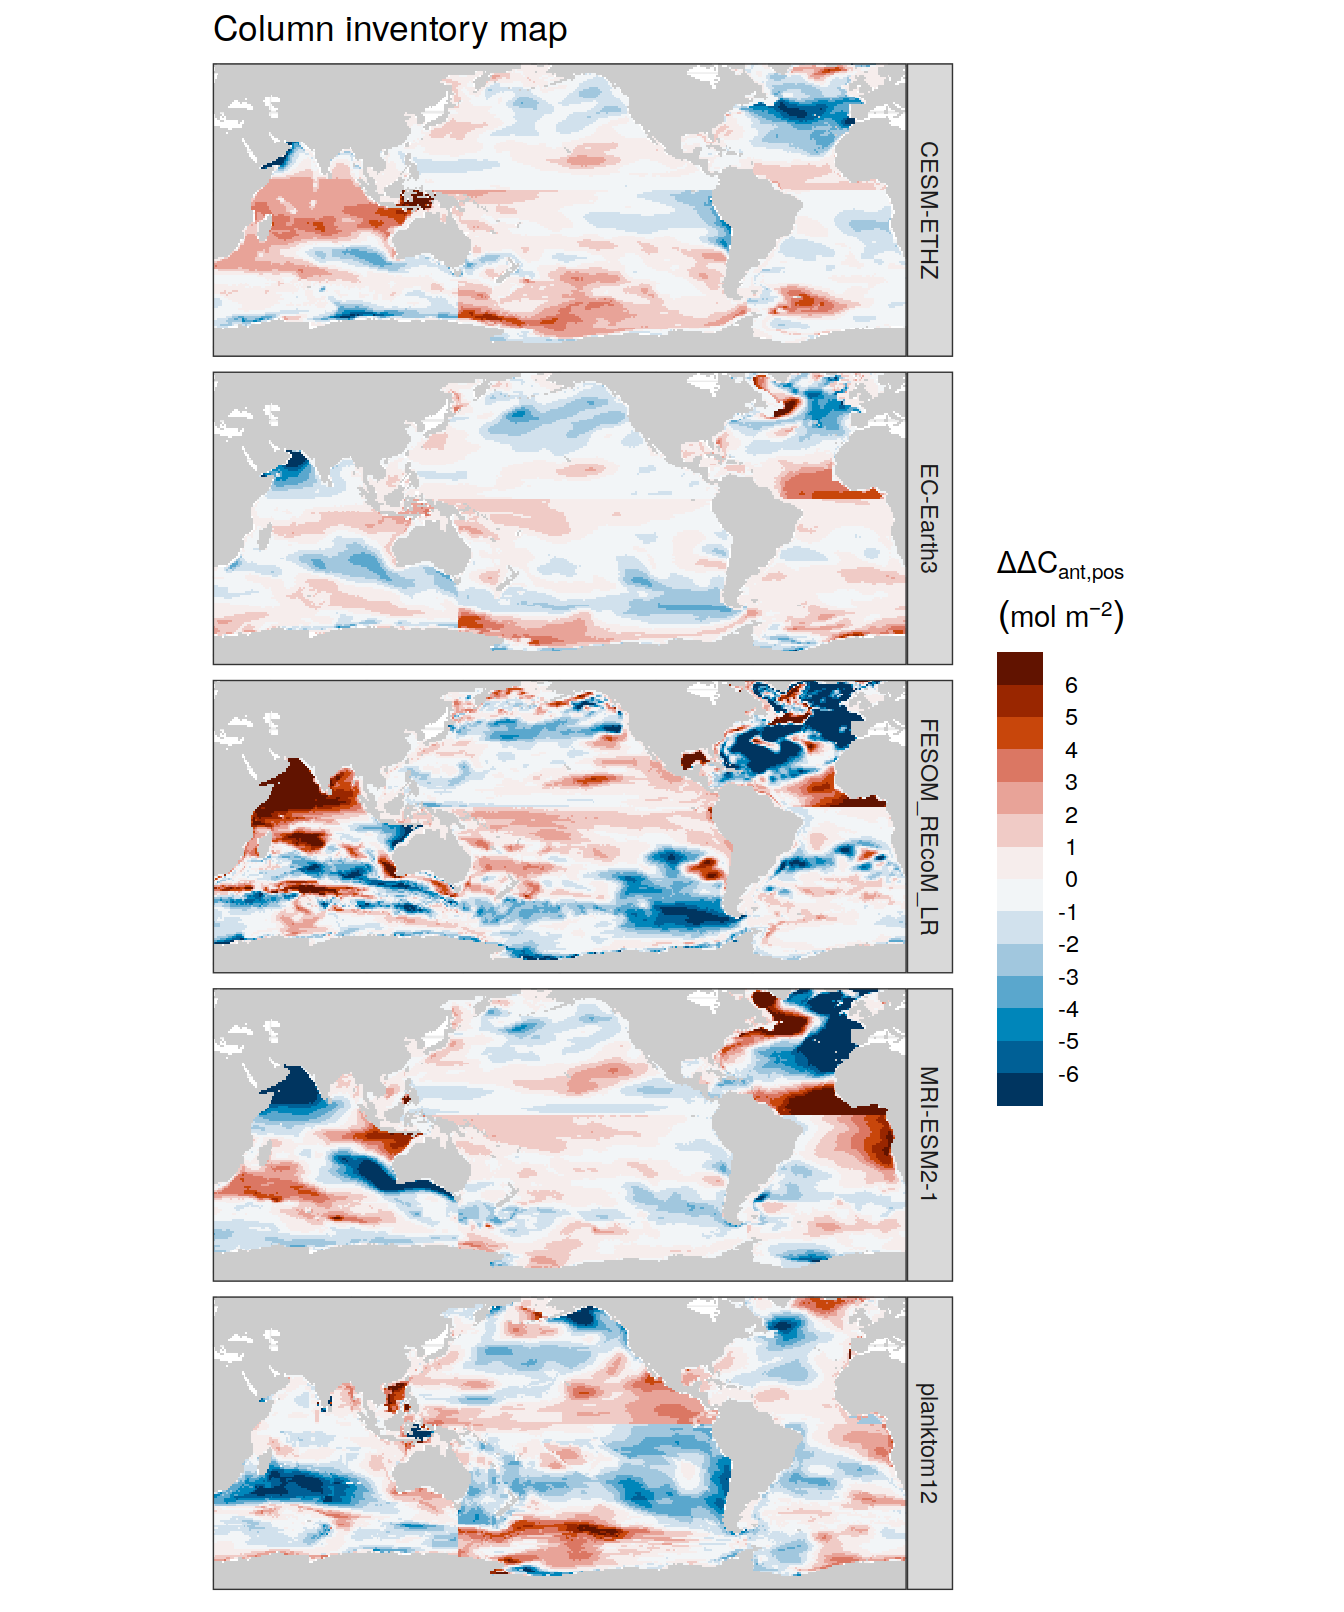 Column inventory map
CESM-ETHZ
EC-Earth3
FESOM_REcoM_LR
MRI-ESM2-1
planktom12
ΔΔC_ant,pos
(mol m⁻²)
6
5
4
3
2
1
0
-1
-2
-3
-4
-5
-6